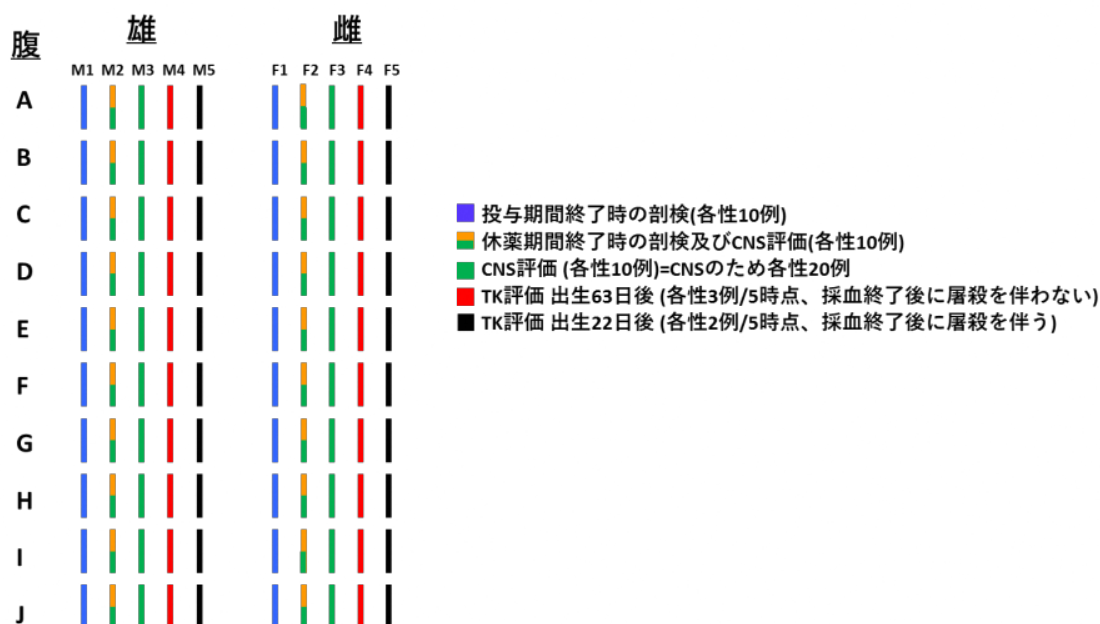 腹
雄
雌
M1 M2 M3 M4 M5
F1 F2 F3 F4 F5
A
B
C
D
E
F
G
H
I
J
投与期間終了時の剖検(各性10例)
休薬期間終了時の剖検及びCNS評価(各性10例)
CNS評価 (各性10例)=CNSのため各性20例
TK評価 出生63日後 (各性3例/5時点、採血終了後に屠殺を伴わない)
TK評価 出生22日後 (各性2例/5時点、採血終了後に屠殺を伴う)